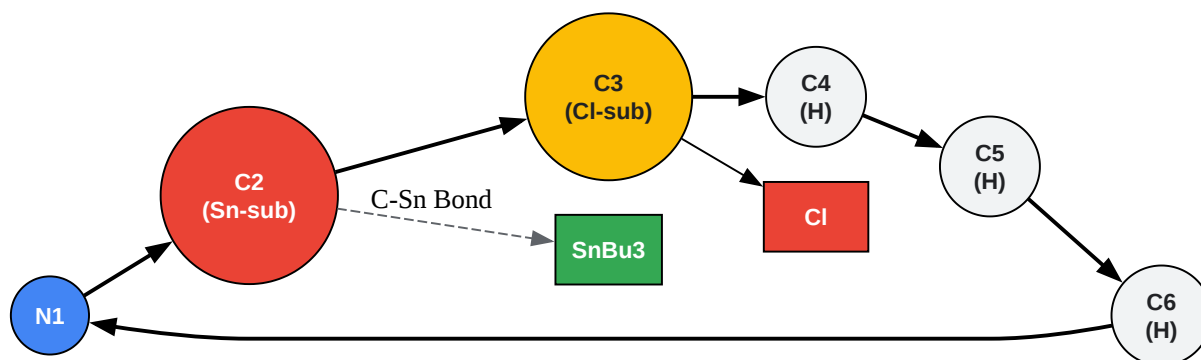 C3
(Cl-sub)
C4
(H)
C5
(H)
C2
(Sn-sub)
C-Sn Bond
Cl
SnBu3
N1
C6
(H)